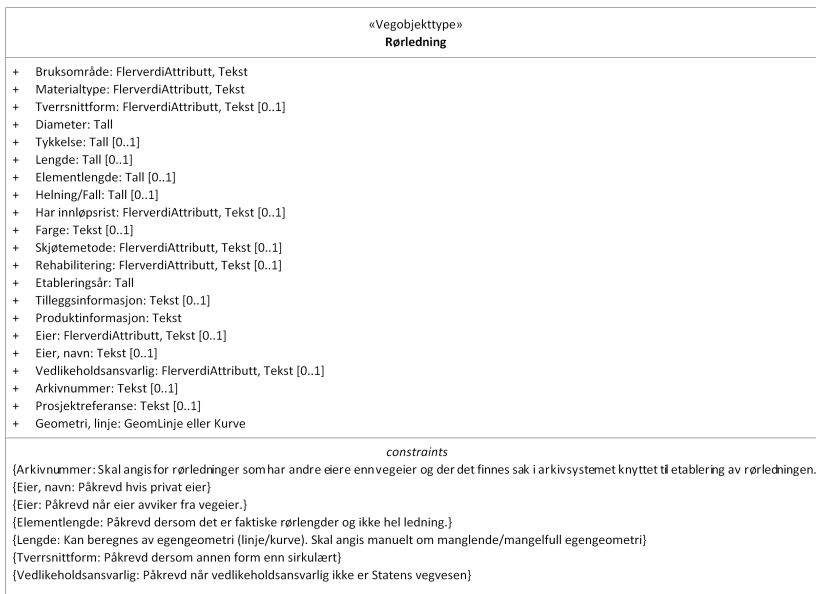 «Vegobjekttype»
Rørledning
+ Bruksområde: FlerverdiAttributt, Tekst
+ Materialtype: FlerverdiAttributt, Tekst
+ Tverrsnittform: FlerverdiAttributt, Tekst [0..1]
+ Diameter: Tall
+ Tykkelse: Tall [0..1]
+ Lengde: Tall [0..1]
+ Elementlengde: Tall [0..1]
+ Helning/Fall: Tall [0..1]
+ Har innløpsrist: FlerverdiAttributt, Tekst [0..1]
+ Farge: Tekst [0..1]
+ Skjøtemetode: FlerverdiAttributt, Tekst [0..1]
+ Rehabilitering: FlerverdiAttributt, Tekst [0..1]
+ Etableringsår: Tall
+ Tilleggsinformasjon: Tekst [0..1]
+ Produktinformasjon: Tekst
+ Eier: FlerverdiAttributt, Tekst [0..1]
+ Eier, navn: Tekst [0..1]
+ Vedlikeholdsansvarlig: FlerverdiAttributt, Tekst [0..1]
+ Arkivnummer: Tekst [0..1]
+ Prosjektreferanse: Tekst [0..1]
+ Geometri, linje: GeomLinje eller Kurve
constraints
{Arkivnummer: Skal angis for rørledninger som har andre eiere enn vegeier og der det finnes sak i arkivsystemet knyttet til etablering av rørledningen.
{Eier, navn: Påkrevd hvis privat eier}
{Eier: Påkrevd når eier avviker fra vegeier.}
{Elementlengde: Påkrevd dersom det er faktiske rørlengder og ikke hel ledning.}
{Lengde: Kan beregnes av egengeometri (linje/kurve). Skal angis manuelt om manglende/mangelfull egengeometri}
{Tverrsnittform: Påkrevd dersom annen form enn sirkulært}
{Vedlikeholdsansvarlig: Påkrevd når vedlikeholdsansvarlig ikke er Statens vegvesen}